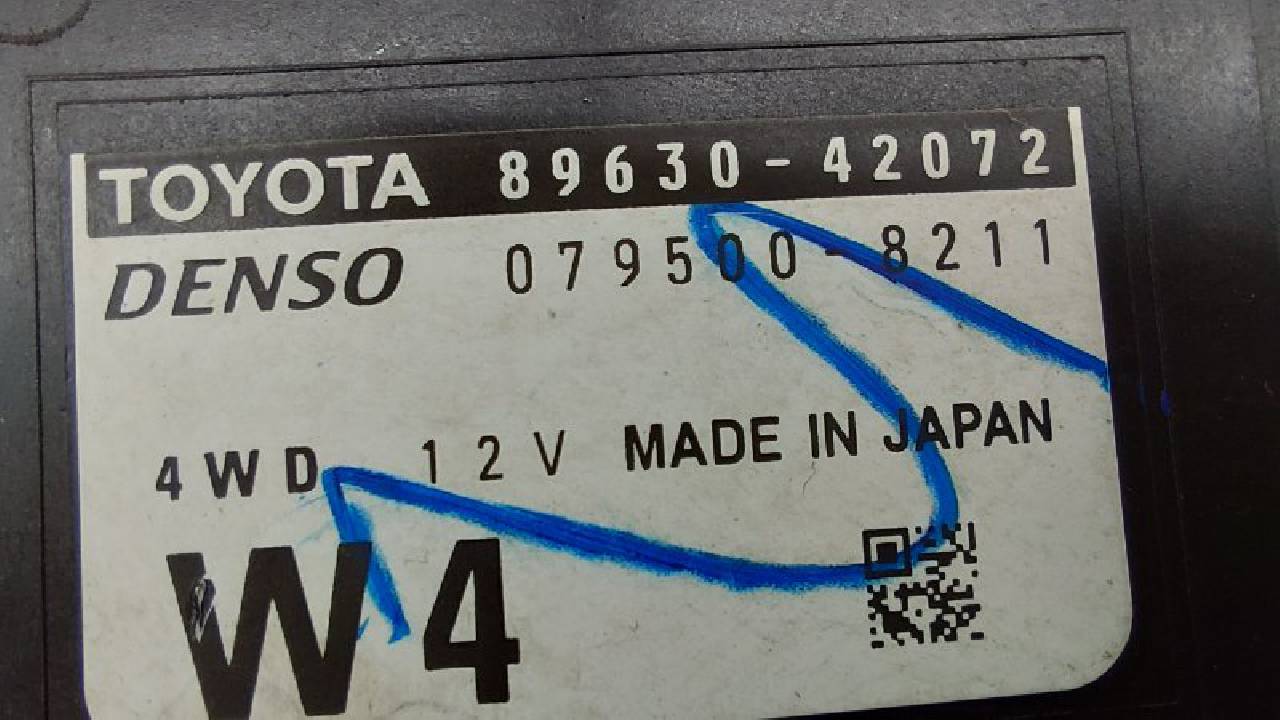 TOYOTA 89630-42072
DENSO 079500-8211
4WD 12V MADE IN JAPAN
W4